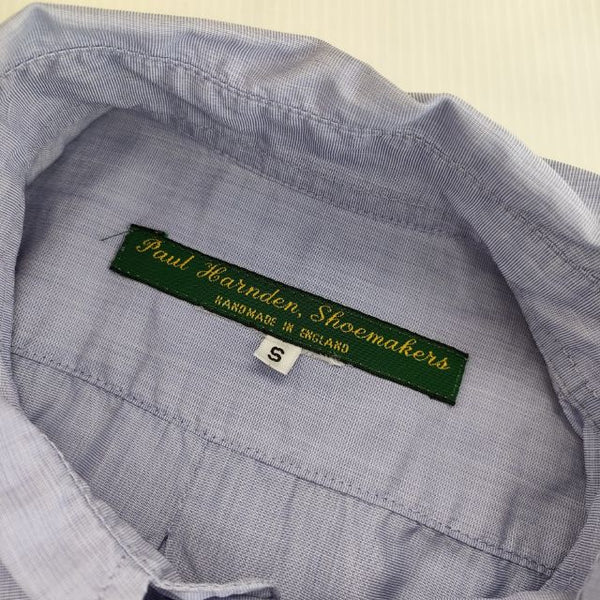 Paul Harnden, Shoemakers
HANDMADE IN ENGLAND
S